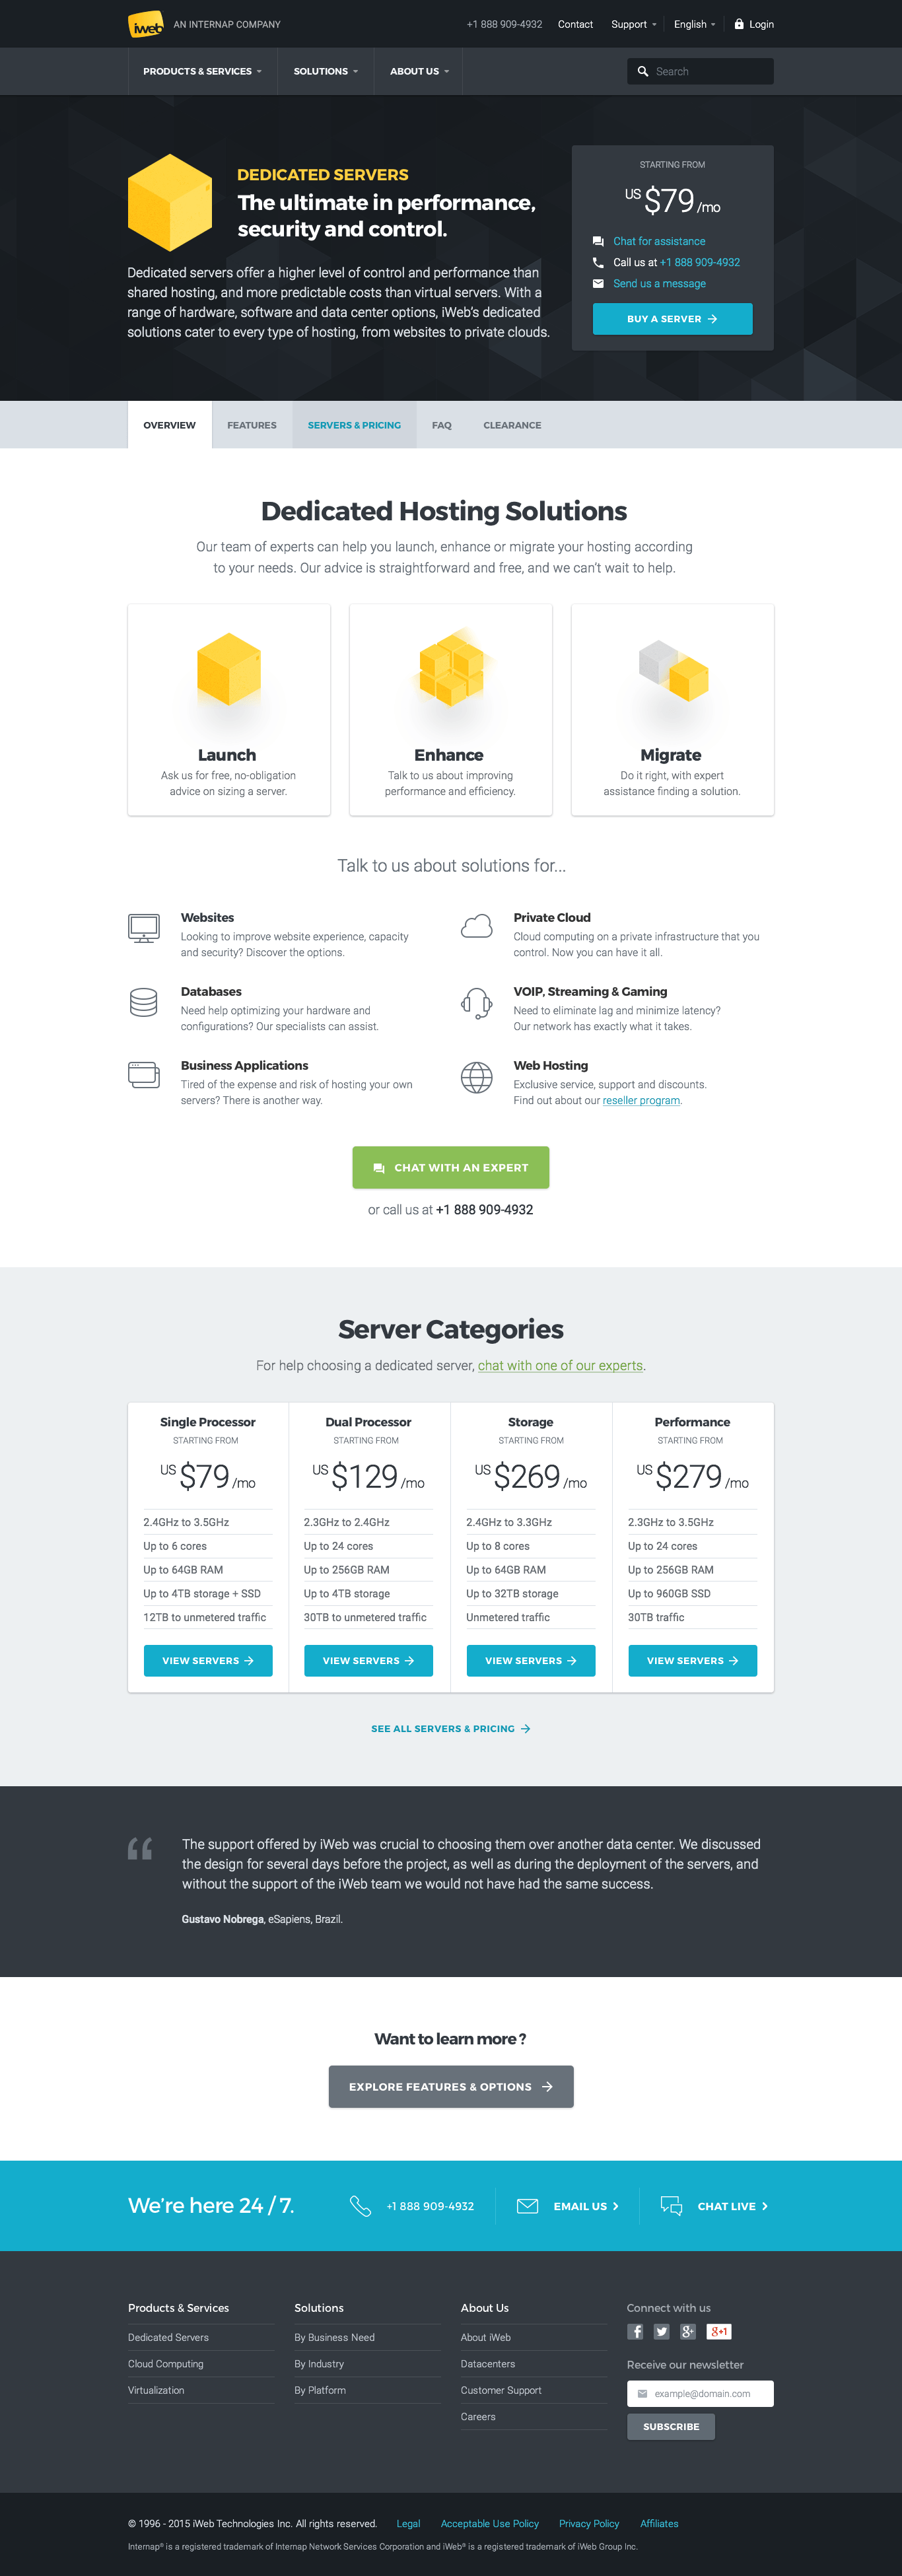 iweb AN INTERNAP COMPANY
+1 888 909-4932 Contact Support English Login
PRODUCTS & SERVICES SOLUTIONS ABOUT US Search
DEDICATED SERVERS
The ultimate in performance,
security and control.
Dedicated servers offer a higher level of control and performance than
shared hosting, and more predictable costs than virtual servers. With a
range of hardware, software and data center options, iWeb's dedicated
solutions cater to every type of hosting, from websites to private clouds.
STARTING FROM
US $79 /mo
Chat for assistance
Call us at +1 888 909-4932
Send us a message
BUY A SERVER
OVERVIEW FEATURES SERVERS & PRICING FAQ CLEARANCE
Dedicated Hosting Solutions
Our team of experts can help you launch, enhance or migrate your hosting according
to your needs. Our advice is straightforward and free, and we can't wait to help.
Launch
Ask us for free, no-obligation
advice on sizing a server.
Enhance
Talk to us about improving
performance and efficiency.
Migrate
Do it right, with expert
assistance finding a solution.
Talk to us about solutions for...
Websites
Looking to improve website experience, capacity
and security? Discover the options.
Private Cloud
Cloud computing on a private infrastructure that you
control. Now you can have it all.
Databases
Need help optimizing your hardware and
configurations? Our specialists can assist.
VOIP, Streaming & Gaming
Need to eliminate lag and minimize latency?
Our network has exactly what it takes.
Business Applications
Tired of the expense and risk of hosting your own
servers? There is another way.
Web Hosting
Exclusive service, support and discounts.
Find out about our reseller program.
CHAT WITH AN EXPERT
or call us at +1 888 909-4932
Server Categories
For help choosing a dedicated server, chat with one of our experts.
Single Processor
STARTING FROM
US $79 /mo
2.4GHz to 3.5GHz
Up to 6 cores
Up to 64GB RAM
Up to 4TB storage + SSD
12TB to unmetered traffic
VIEW SERVERS
Dual Processor
STARTING FROM
US $129 /mo
2.3GHz to 2.4GHz
Up to 24 cores
Up to 256GB RAM
Up to 4TB storage
30TB to unmetered traffic
VIEW SERVERS
Storage
STARTING FROM
US $269 /mo
2.4GHz to 3.3GHz
Up to 8 cores
Up to 64GB RAM
Up to 32TB storage
Unmetered traffic
VIEW SERVERS
Performance
STARTING FROM
US $279 /mo
2.3GHz to 3.5GHz
Up to 24 cores
Up to 256GB RAM
Up to 960GB SSD
30TB traffic
VIEW SERVERS
SEE ALL SERVERS & PRICING
“
The support offered by iWeb was crucial to choosing them over another data center. We discussed
the design for several days before the project, as well as during the deployment of the servers, and
without the support of the iWeb team we would not have had the same success.
Gustavo Nobrega, eSapiens, Brazil.
Want to learn more ?
EXPLORE FEATURES & OPTIONS
We're here 24 / 7. +1 888 909-4932 EMAIL US CHAT LIVE
Products & Services
Dedicated Servers
Cloud Computing
Virtualization
Solutions
By Business Need
By Industry
By Platform
About Us
About iWeb
Datacenters
Customer Support
Careers
Connect with us
f g+ g+1
Receive our newsletter
example@domain.com
SUBSCRIBE
© 1996 - 2015 iWeb Technologies Inc. All rights reserved. Legal Acceptable Use Policy Privacy Policy Affiliates
Internap® is a registered trademark of Internap Network Services Corporation and iWeb® is a registered trademark of iWeb Group Inc.